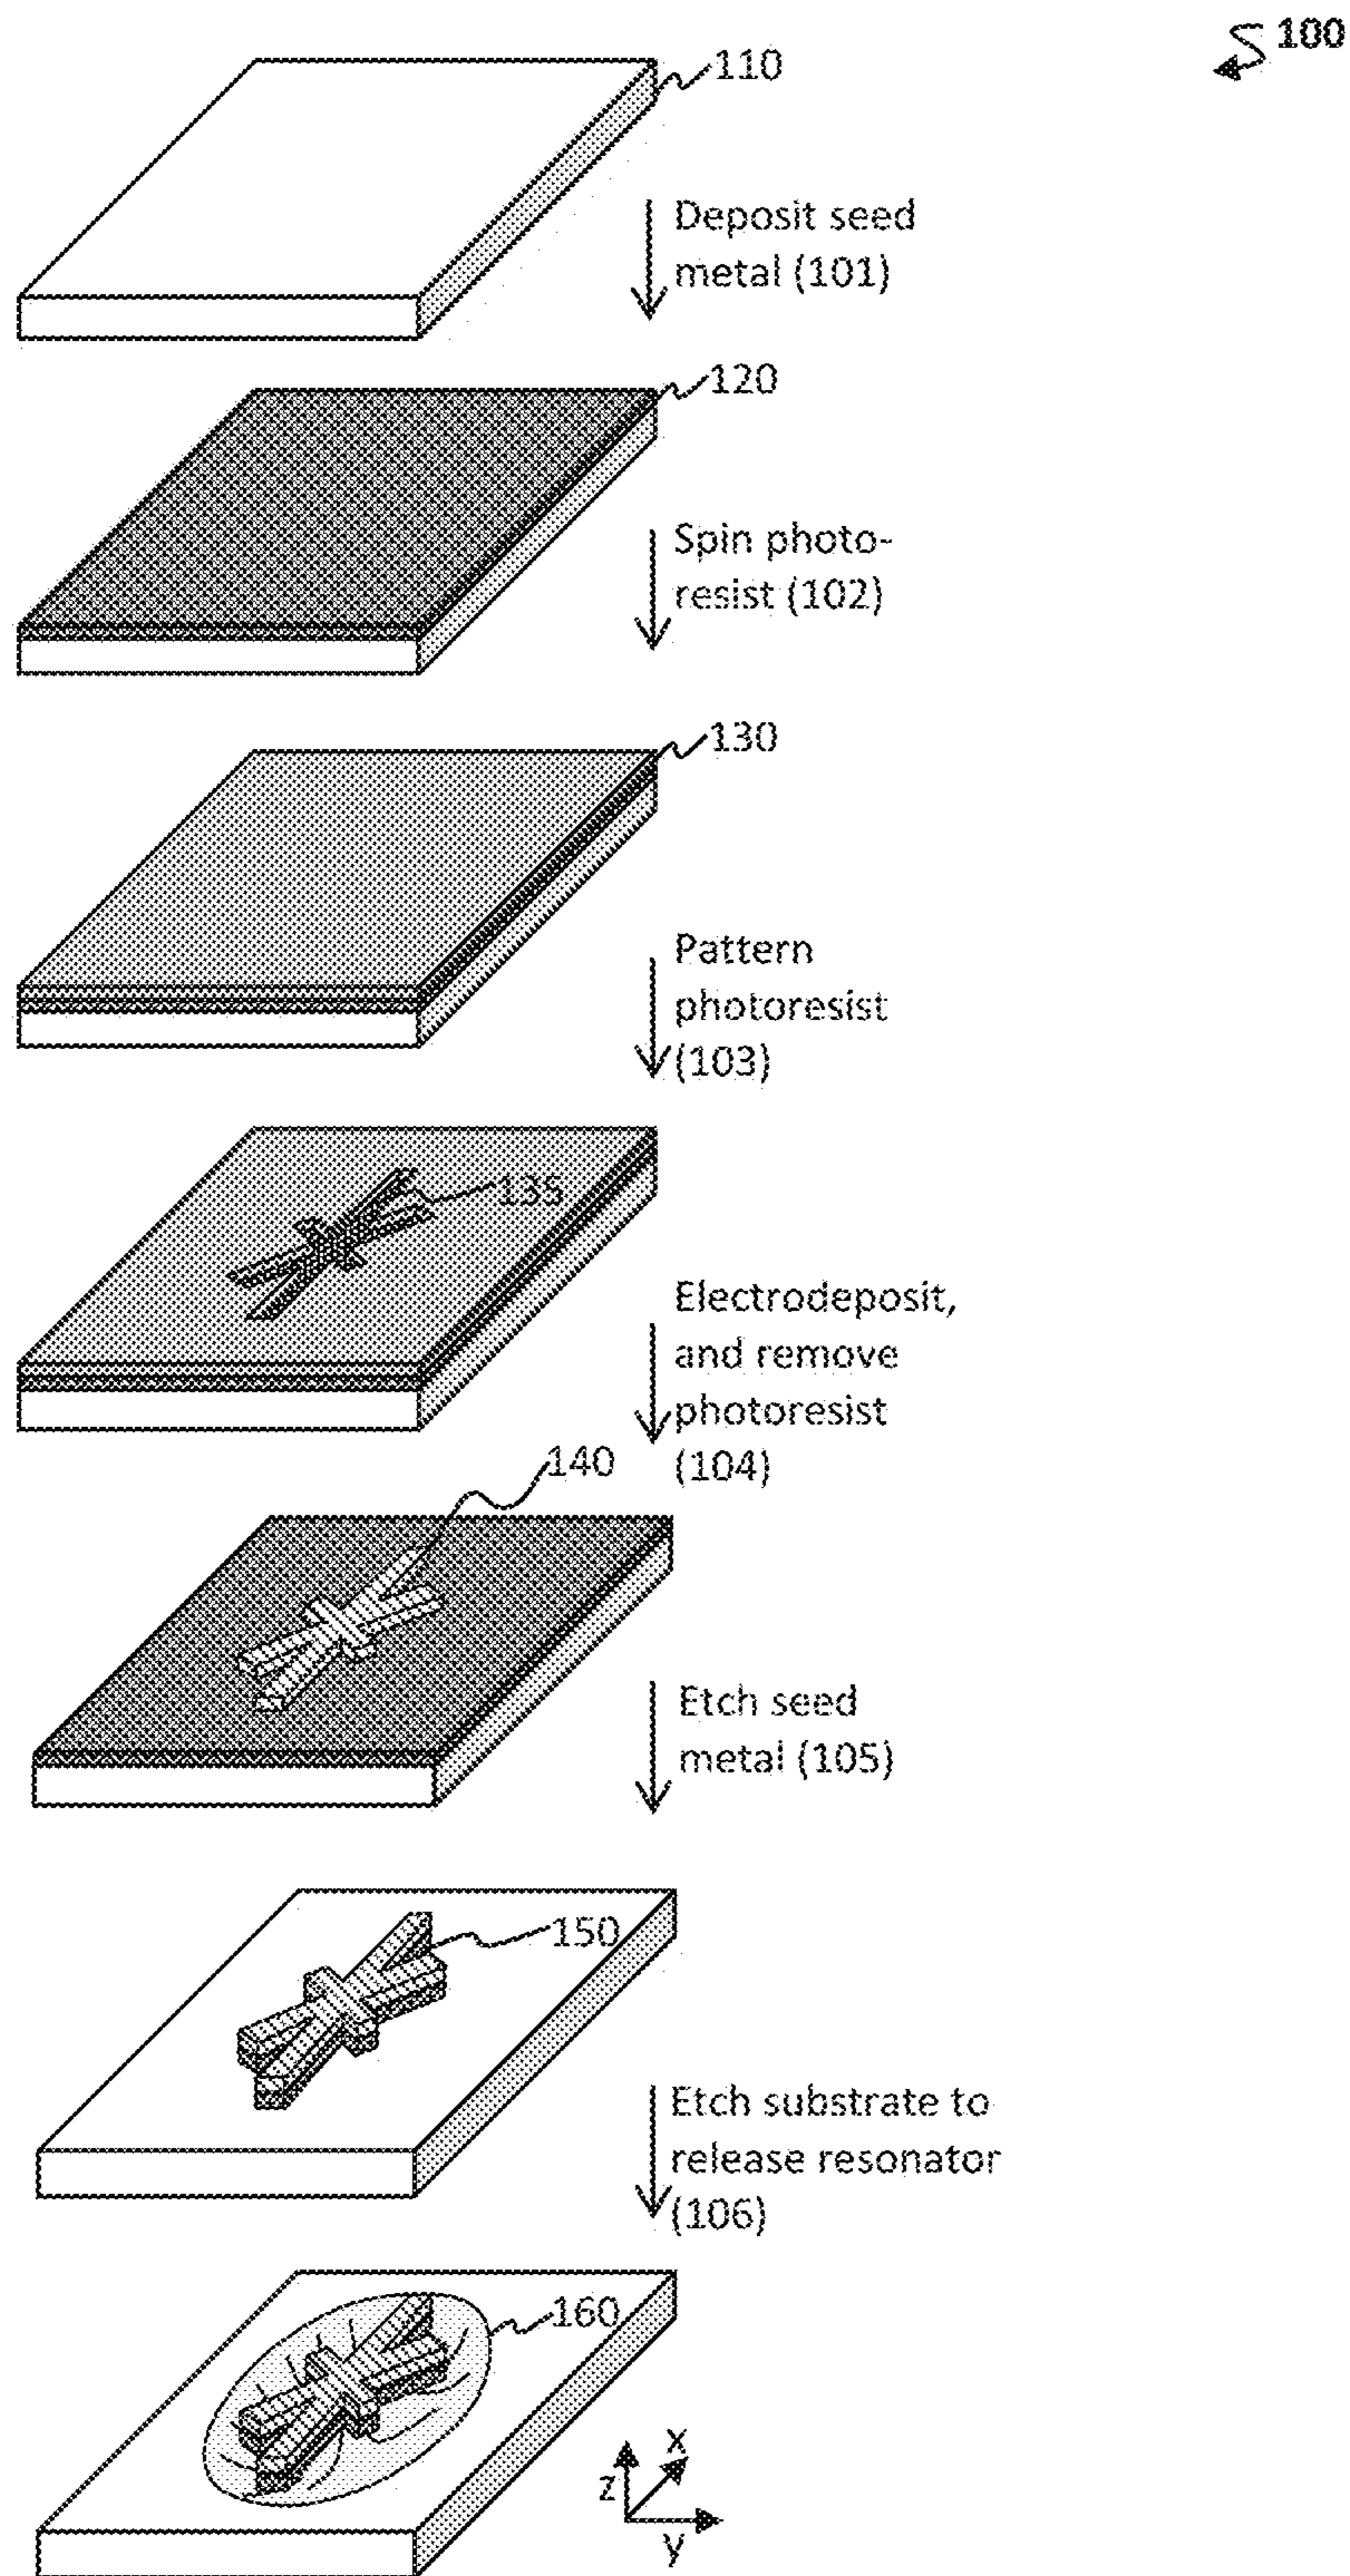 100
110
Deposit seed
metal (101)
120
Spin photo-
resist (102)
130
Pattern
photoresist
(103)
135
Electrodeposit,
and remove
photoresist
(104)
140
Etch seed
metal (105)
150
Etch substrate to
release resonator
(106)
160
x
z
y